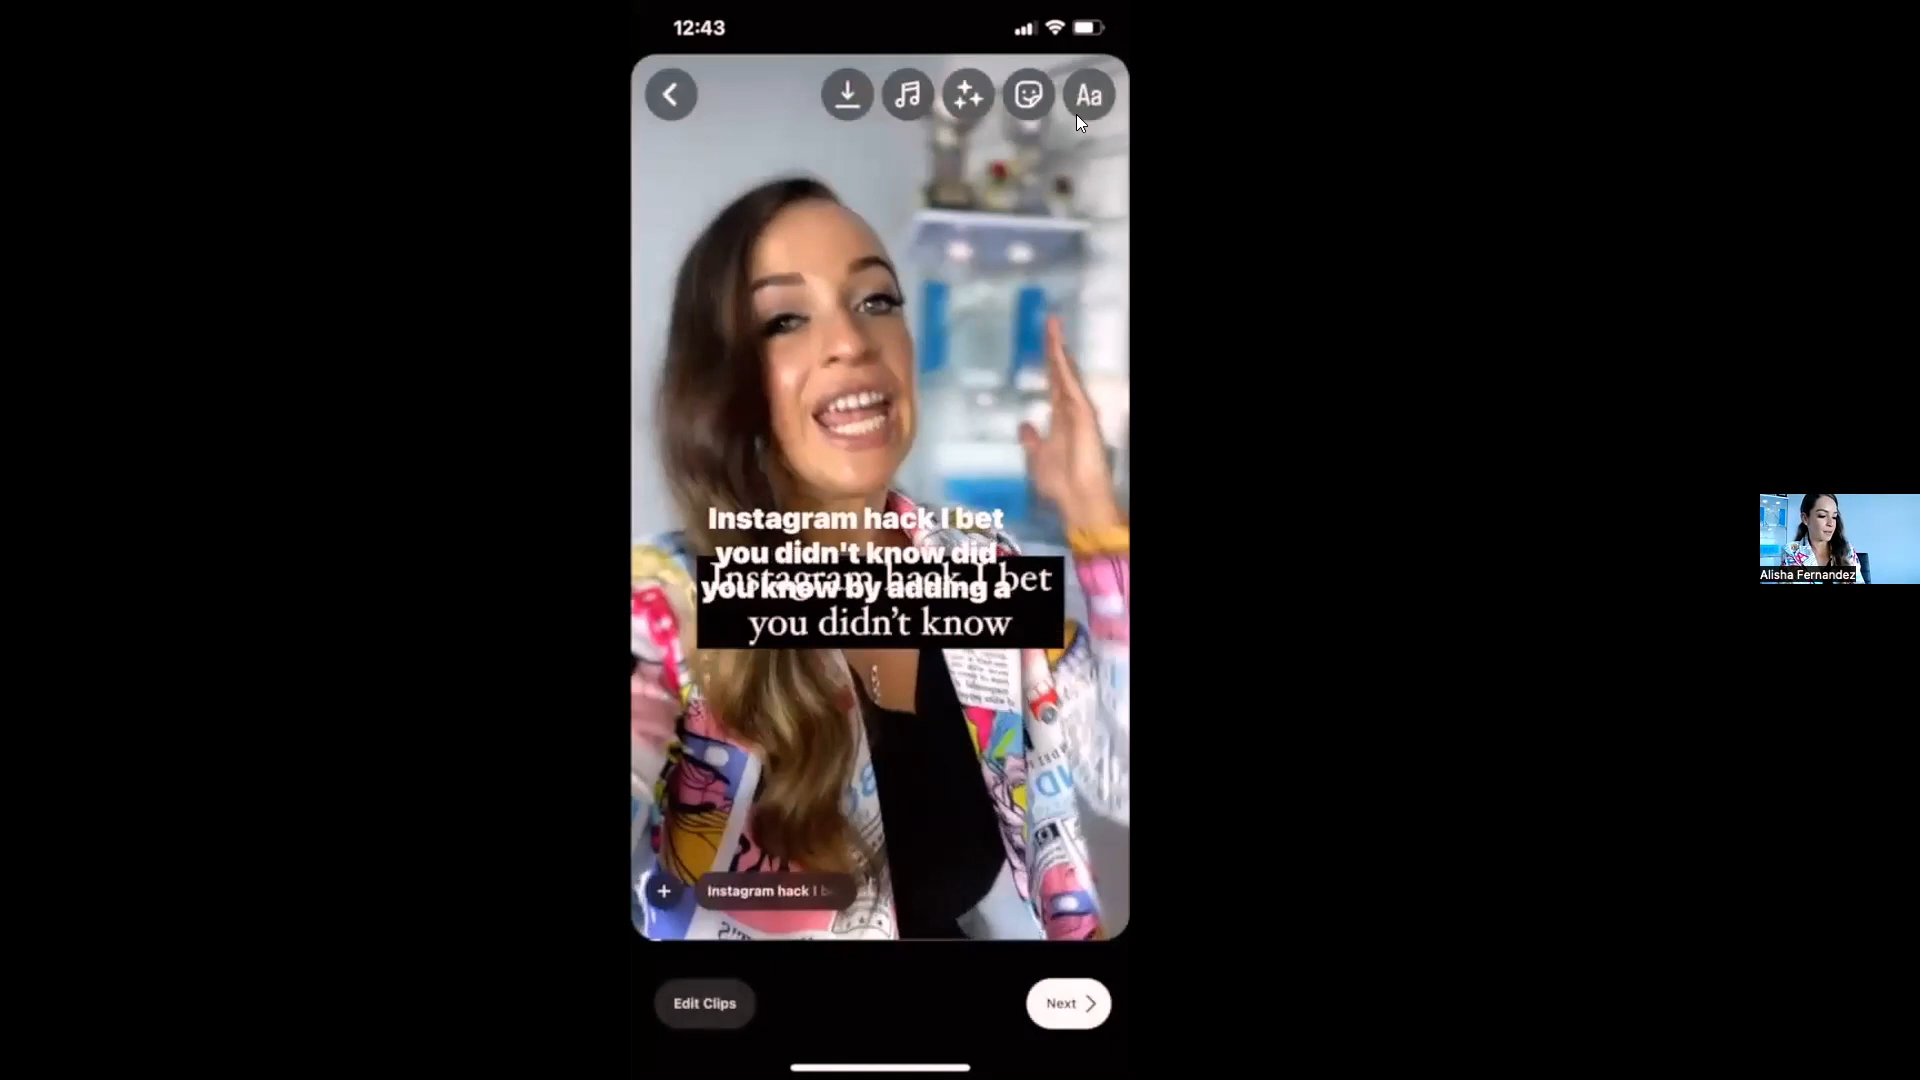 12:43
Aa
Instagram hack I bet
you didn't know did
you know by adding a
Instagram hack I bet
you didn't know
Instagram hack I
Edit Clips
Next
Alisha Fernandez